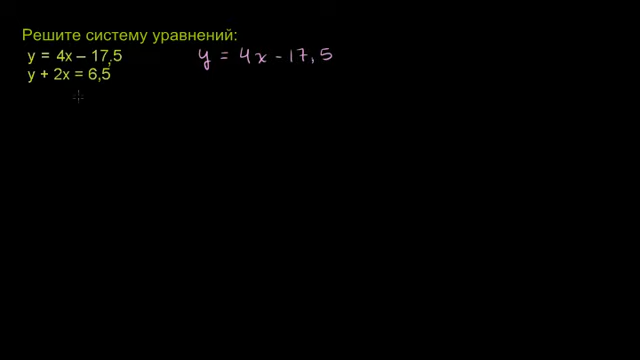 Решите систему уравнений:
y = 4x – 17,5
y = 4x - 17,5
y + 2x = 6,5